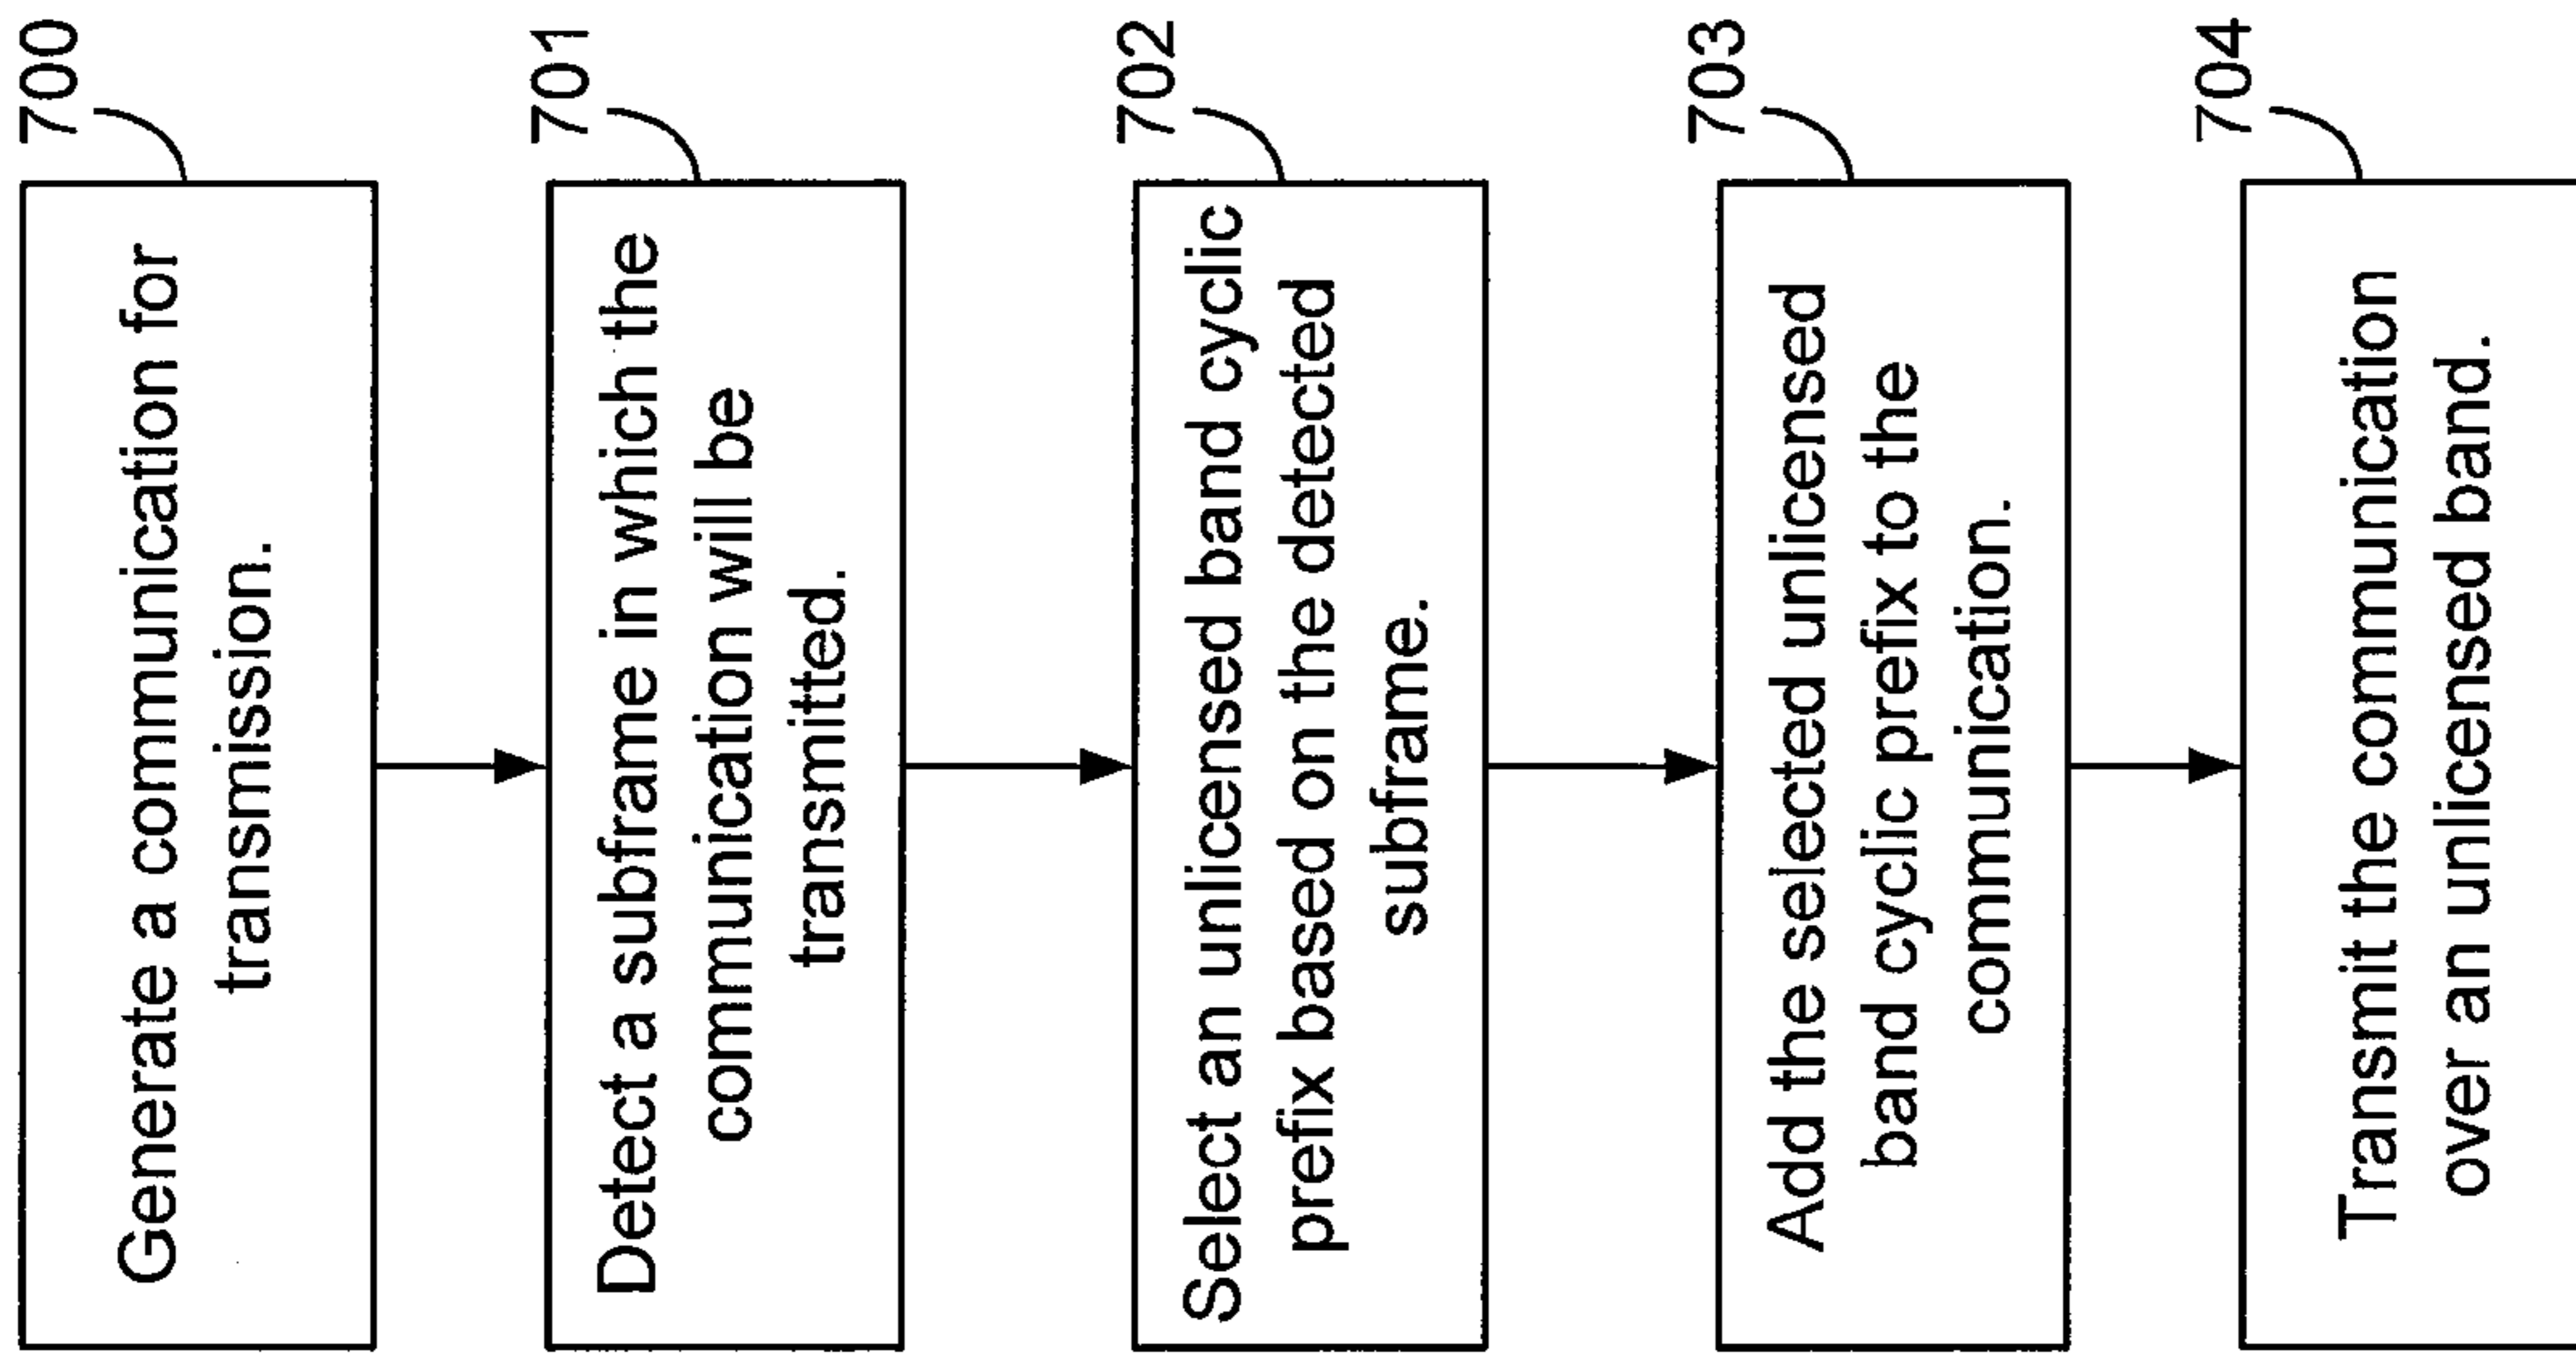 700
Generate a communication for
transmission.
701
Detect a subframe in which the
communication will be
transmitted.
702
Select an unlicensed band cyclic
prefix based on the detected
subframe.
703
Add the selected unlicensed
band cyclic prefix to the
communication.
704
Transmit the communication
over an unlicensed band.